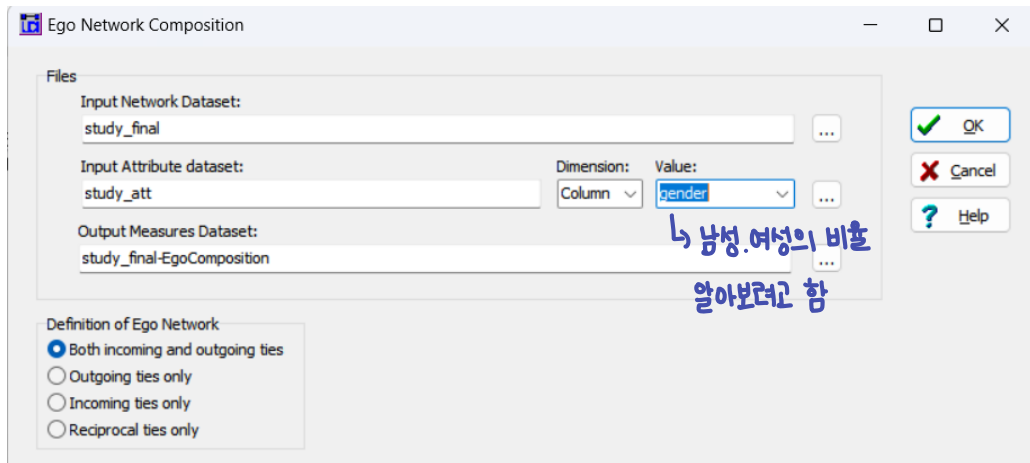 Ego Network Composition
Files
Input Network Dataset:
study_final
...
OK
Input Attribute dataset:
Dimension:
Value:
study_att
Column
gender
...
Cancel
Output Measures Dataset:
↳ 남성.여성의 비율
Help
study_final-EgoComposition
...
알아보려고 함
Definition of Ego Network
Both incoming and outgoing ties
Outgoing ties only
Incoming ties only
Reciprocal ties only